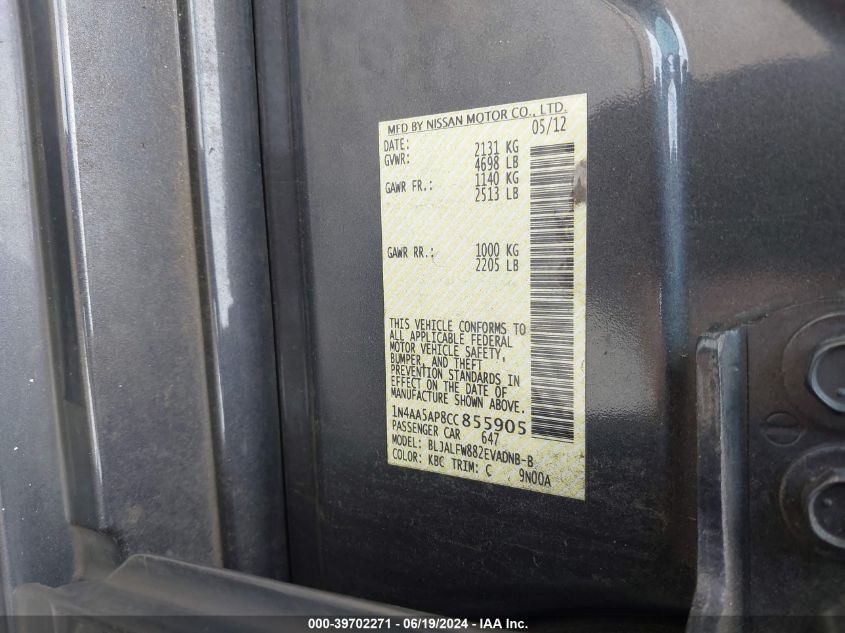 MFD BY NISSAN MOTOR CO., LTD.
DATE: 05/12
GVWR: 2131 KG
4698 LB
GAWR FR.: 1140 KG
2513 LB
GAWR RR.: 1000 KG
2205 LB
THIS VEHICLE CONFORMS TO
ALL APPLICABLE FEDERAL
MOTOR VEHICLE SAFETY,
BUMPER, AND THEFT
PREVENTION STANDARDS IN
EFFECT ON THE DATE OF
MANUFACTURE SHOWN ABOVE.
1N4AA5AP8CC855905
PASSENGER CAR 647
MODEL: BLJALFW882EVADNB-B
COLOR: KBC TRIM: C 9N00A
000-39702271 - 06/19/2024 - IAAI.COM